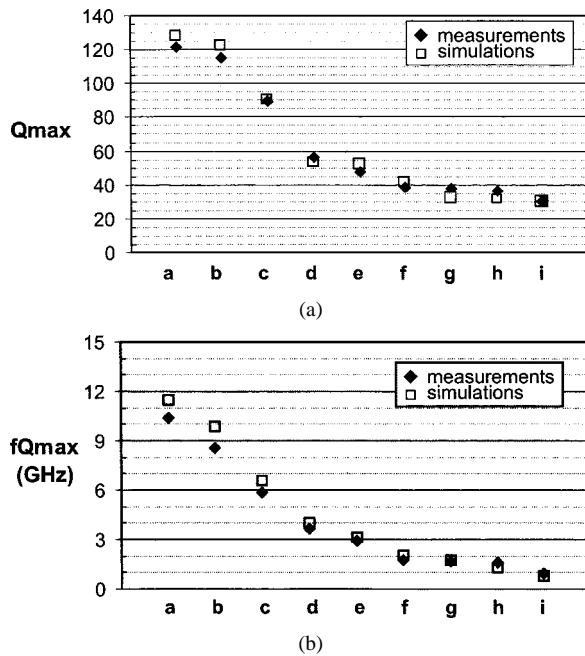 140
120
100
80
60
40
20
0
Qmax
measurements
simulations
a b c d e f g h i
(a)
15
12
9
6
3
0
fQmax
(GHz)
measurements
simulations
a b c d e f g h i
(b)